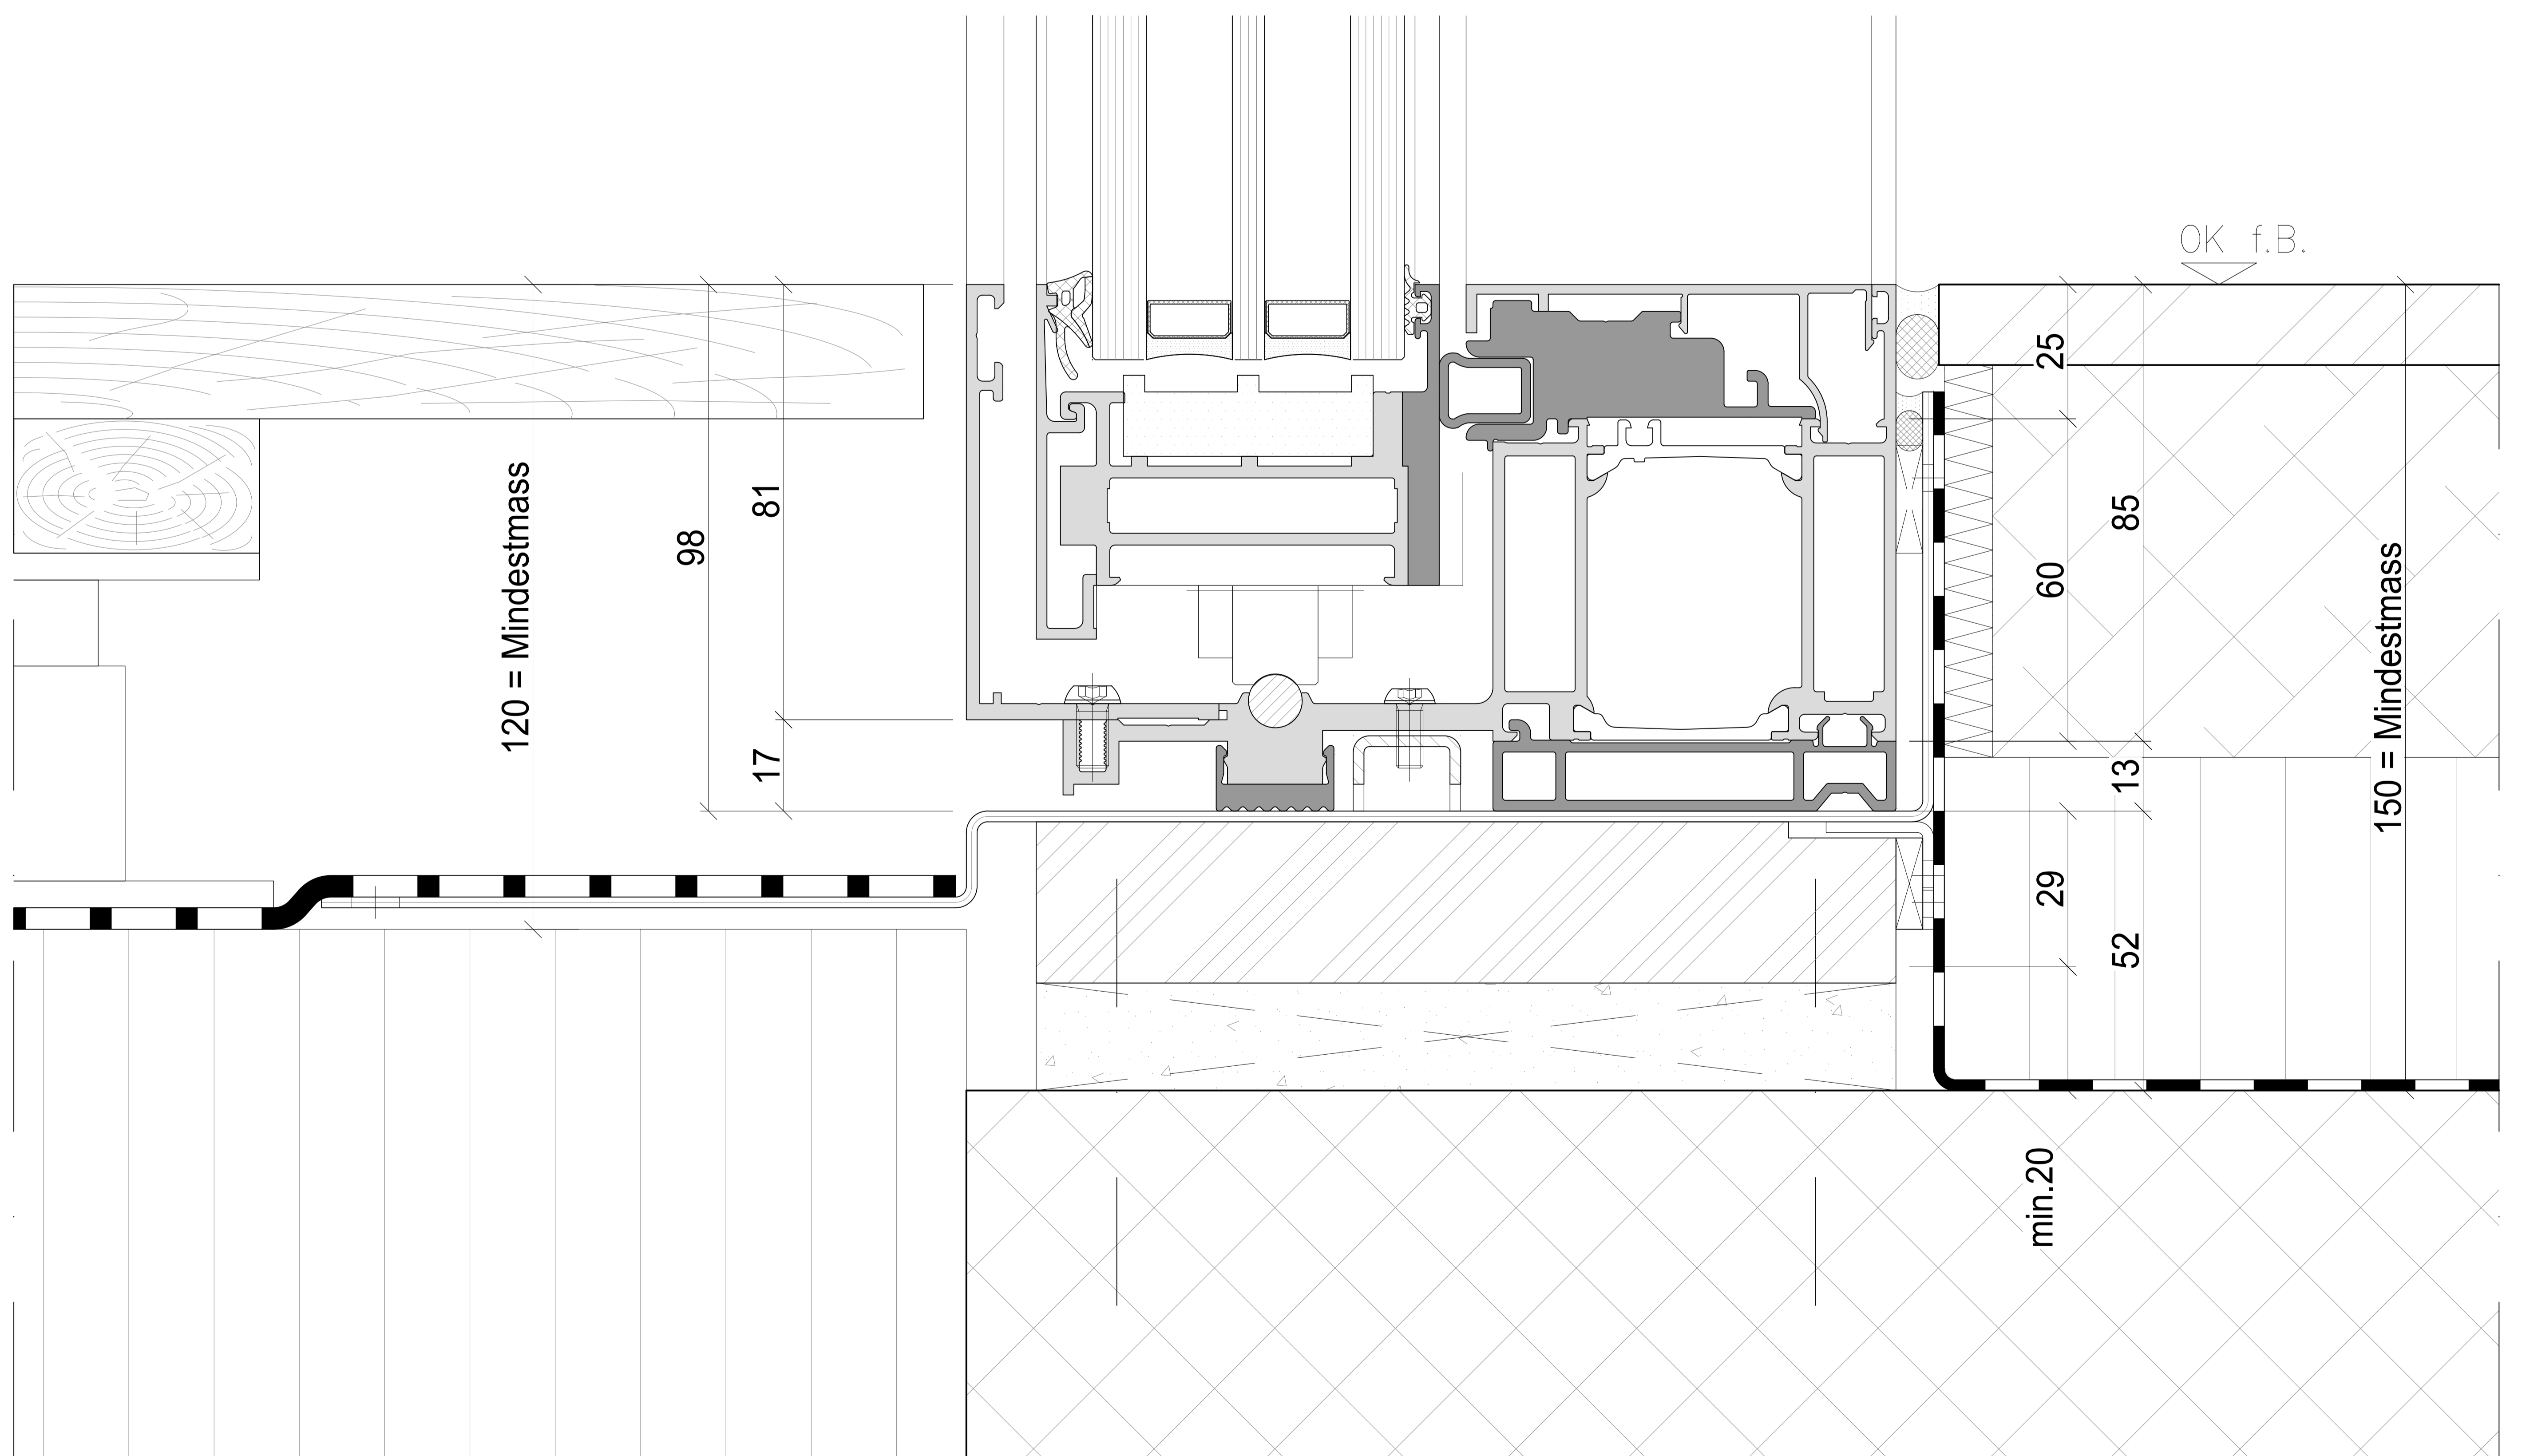 OK f.B.
120 = Mindestmass
98
81
17
25
60
29
min.20
85
13
52
150 = Mindestmass